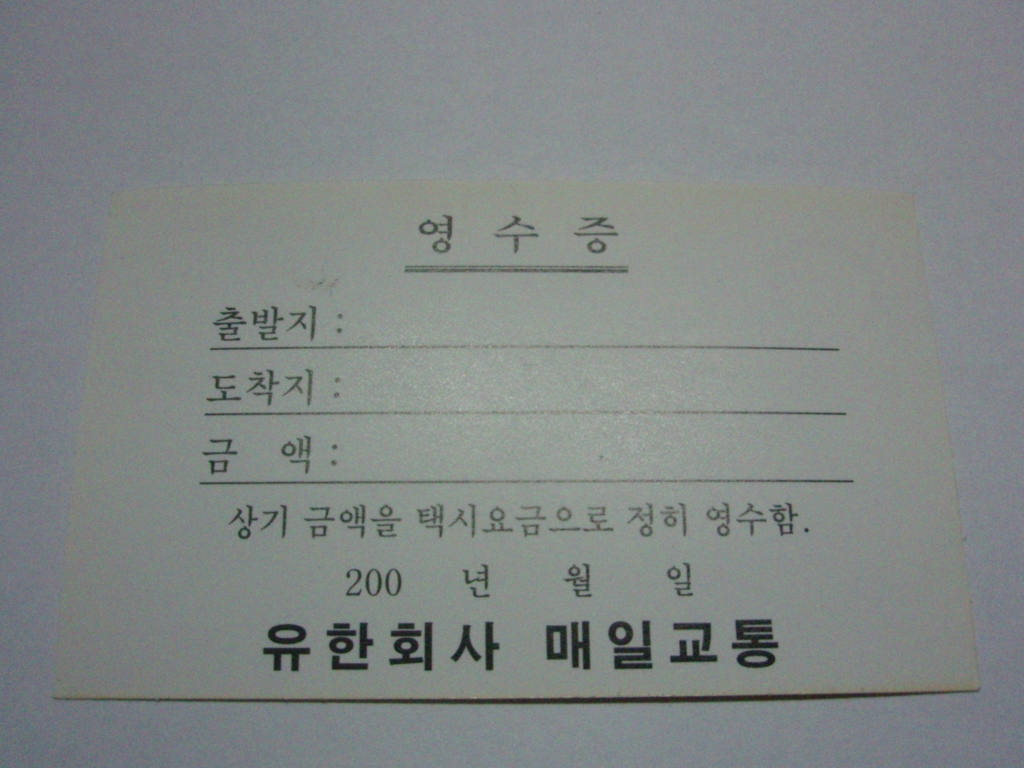 영 수 증
출발지 :
도착지 :
금 액 :
상기 금액을 택시요금으로 정히 영수함.
200 년 월 일
유한회사 매일교통